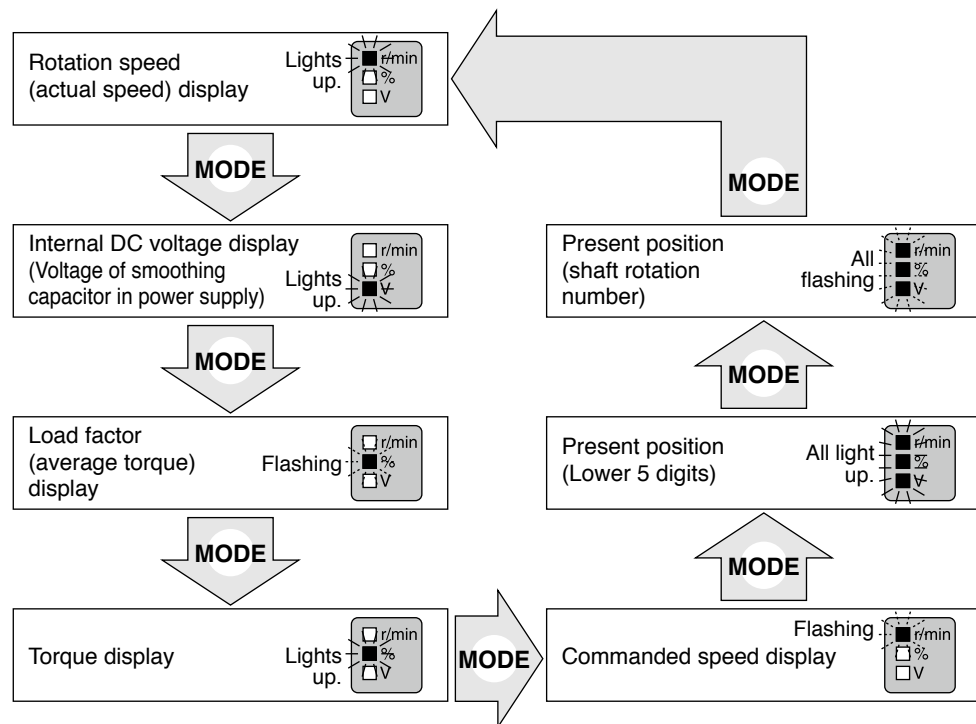 Rotation speed
(actual speed) display
Lights
up.
r/min
%
V
MODE
Internal DC voltage display
(Voltage of smoothing
capacitor in power supply)
Lights
up.
r/min
%
V
MODE
Load factor
(average torque)
display
Flashing
r/min
%
V
MODE
Torque display
Lights
up.
r/min
%
V
MODE
Commanded speed display
Flashing
r/min
%
V
MODE
Present position
(Lower 5 digits)
All light
up.
r/min
%
V
MODE
Present position
(shaft rotation
number)
All
flashing
r/min
%
V
MODE